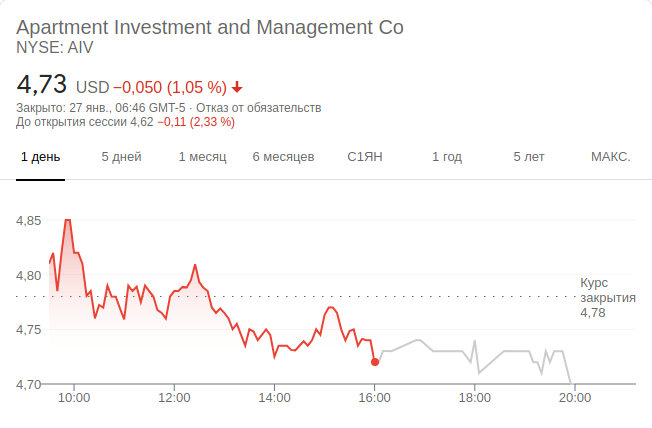 Apartment Investment and Management Co
NYSE: AIV
4,73 USD −0,050 (1,05 %)
Закрыто: 27 янв., 06:46 GMT-5 · Отказ от обязательств
До открытия сессии 4,62 −0,11 (2,33 %)
1 день 5 дней 1 месяц 6 месяцев С1ЯН 1 год 5 лет МАКС.
4,85
4,80
Курс
закрытия
4,78
4,75
4,70
10:00 12:00 14:00 16:00 18:00 20:00